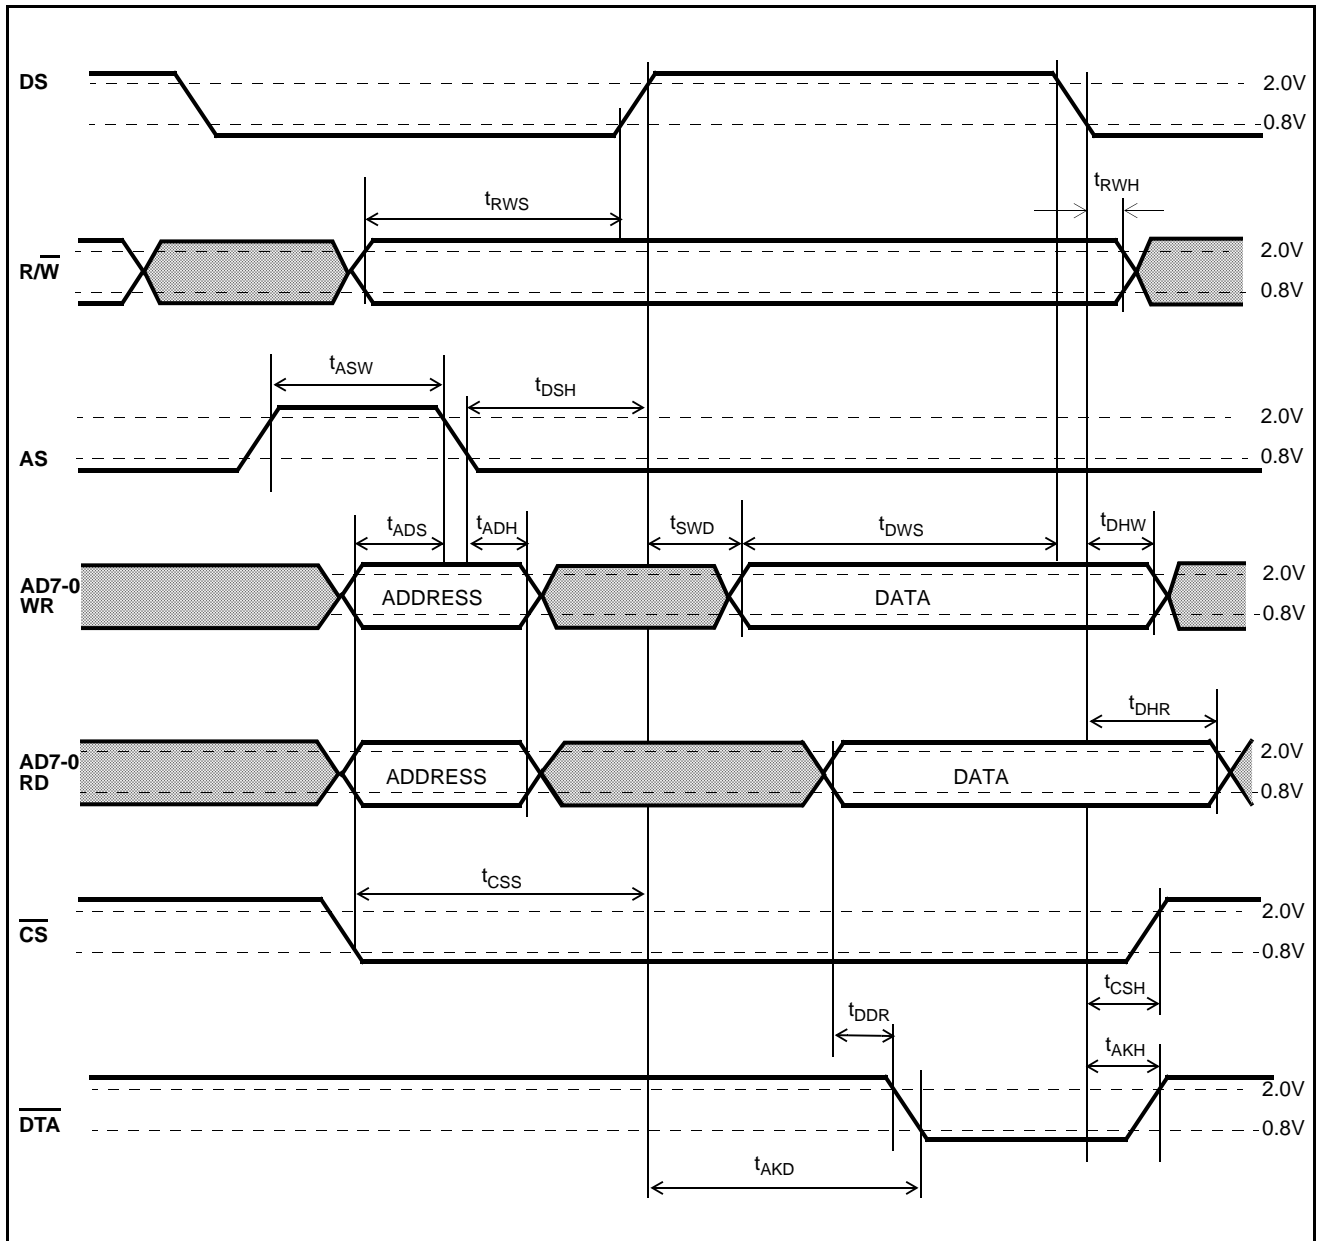 DS
2.0V
0.8V
tRWH
tRWS
R/W̅
2.0V
0.8V
tASW
tDSH
2.0V
AS
0.8V
tADS
tADH
tSWD
tDWS
tDHW
AD7-0
WR
ADDRESS
DATA
2.0V
0.8V
tDHR
AD7-0
RD
ADDRESS
DATA
2.0V
0.8V
tCSS
C̅S̅
2.0V
0.8V
tCSH
tDDR
tAKH
D̅T̅A̅
2.0V
0.8V
tAKD